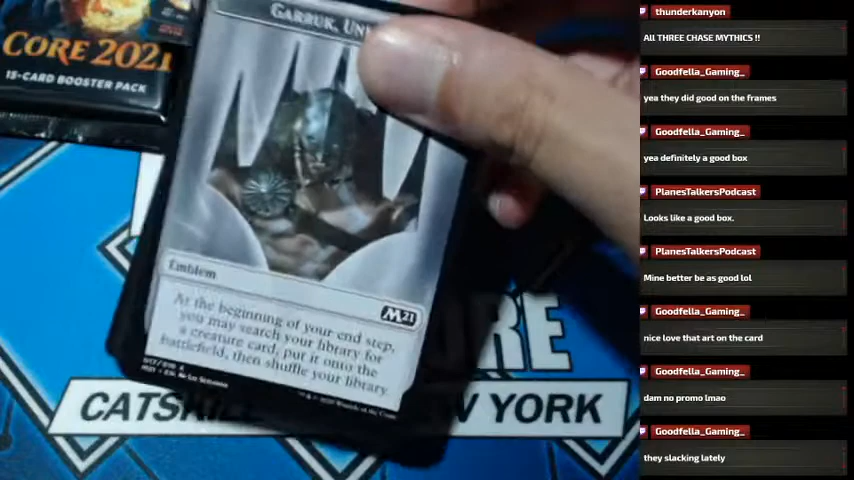 CORE 2021
15-CARD BOOSTER PACK
GARRUK,
Emblem
M21
At the beginning of your end step,
you may search your library for
a creature card, put it onto the
battlefield, then shuffle your library.
RE
CATSKI
EW YORK
thunderkanyon
All THREE CHASE MYTHICS !!
Goodfella_Gaming_
yea they did good on the frames
Goodfella_Gaming_
yea definitely a good box
PlanesTalkersPodcast
Looks like a good box.
PlanesTalkersPodcast
Mine better be as good lol
Goodfella_Gaming_
nice love that art on the card
Goodfella_Gaming_
dam no promo lmao
Goodfella_Gaming_
they slacking lately